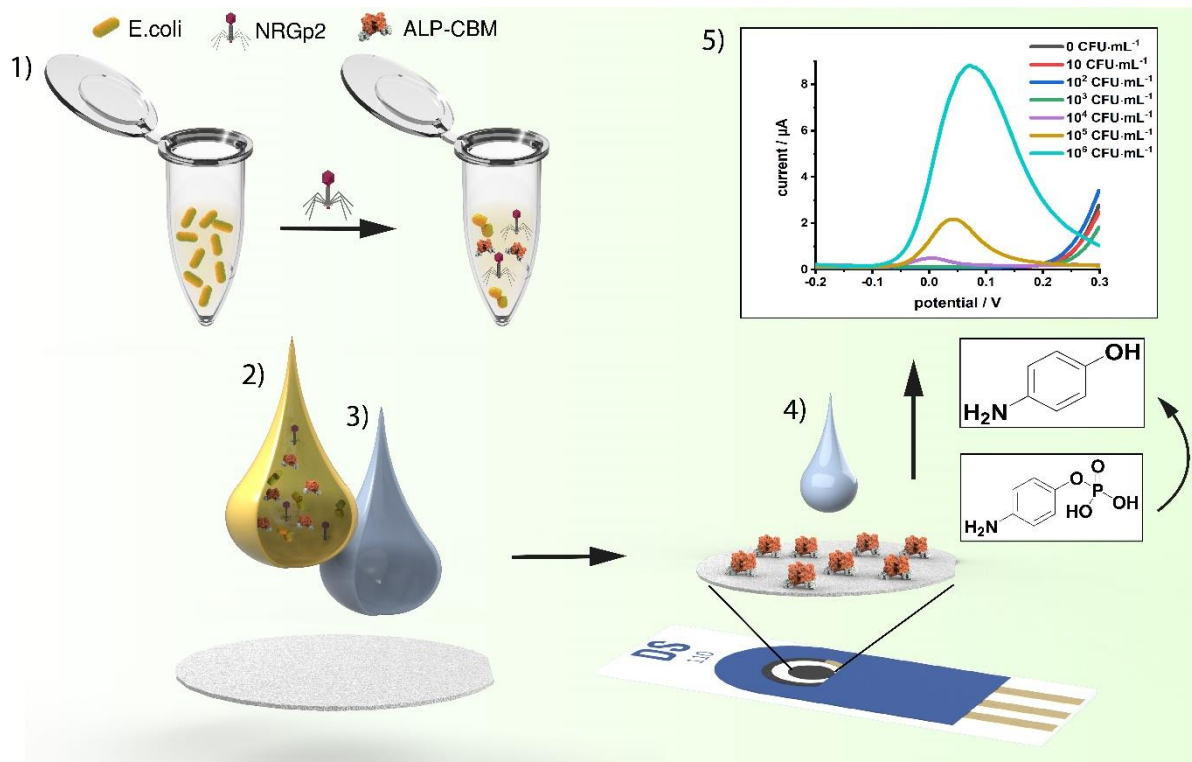 E.coli
NRGp2
ALP-CBM
1)
5)
0 CFU·mL⁻¹
10 CFU·mL⁻¹
10² CFU·mL⁻¹
10³ CFU·mL⁻¹
10⁴ CFU·mL⁻¹
10⁵ CFU·mL⁻¹
10⁶ CFU·mL⁻¹
current / µA
8
6
4
2
0
-0.2
-0.1
0.0
0.1
0.2
0.3
potential / V
2)
3)
4)
OH
H₂N
O
O
P
OH
HO
H₂N
DS
110